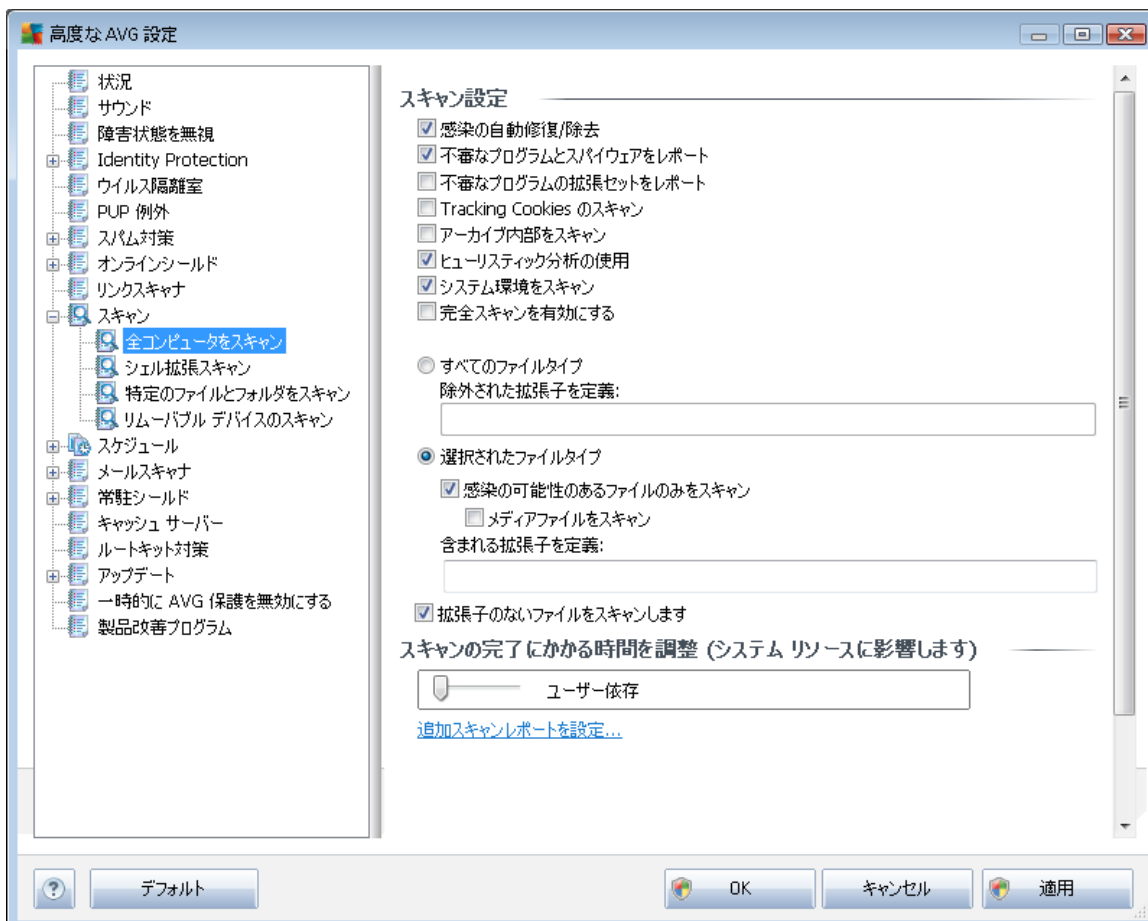 高度な AVG 設定
状況
サウンド
障害状態を無視
Identity Protection
ウイルス隔離室
PUP 例外
スパム対策
オンラインシールド
リンクスキャナ
スキャン
全コンピュータをスキャン
シェル拡張スキャン
特定のファイルとフォルダをスキャン
リムーバブル デバイスのスキャン
スケジュール
メールスキャナ
常駐シールド
キャッシュ サーバー
ルートキット対策
アップデート
一時的に AVG 保護を無効にする
製品改善プログラム
スキャン設定
感染の自動修復/除去
不審なプログラムとスパイウェアをレポート
不審なプログラムの拡張セットをレポート
Tracking Cookies のスキャン
アーカイブ内部をスキャン
ヒューリスティック分析の使用
システム環境をスキャン
完全スキャンを有効にする
すべてのファイルタイプ
除外された拡張子を定義:
選択されたファイルタイプ
感染の可能性のあるファイルのみをスキャン
メディアファイルをスキャン
含まれる拡張子を定義:
拡張子のないファイルをスキャンします
スキャンの完了にかかる時間を調整 (システム リソースに影響します)
ユーザー依存
追加スキャンレポートを設定...
?
デフォルト
OK
キャンセル
適用